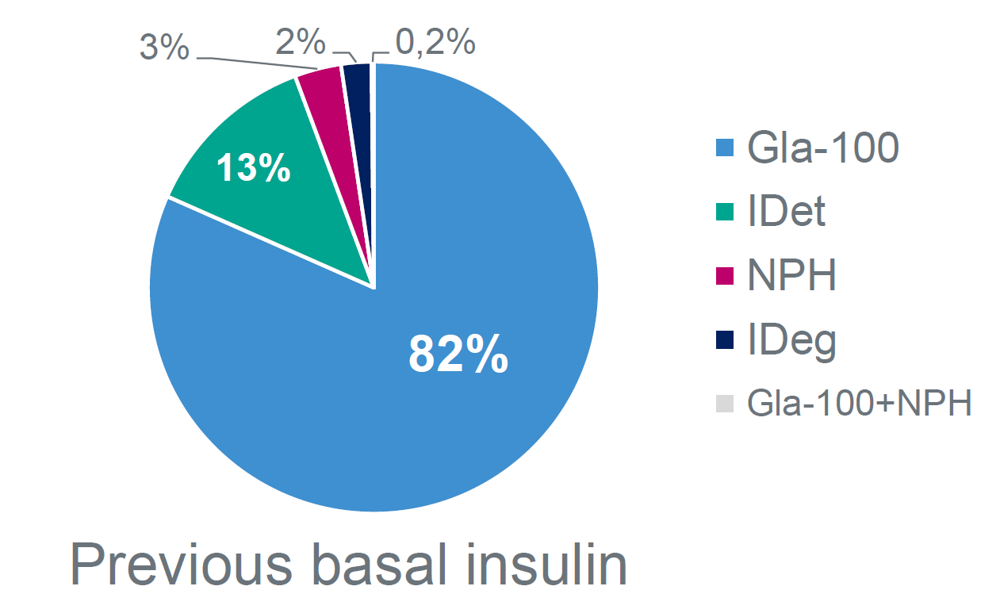 3%
2%
0,2%
13%
82%
Gla-100
IDet
NPH
IDeg
Gla-100+NPH
Previous basal insulin